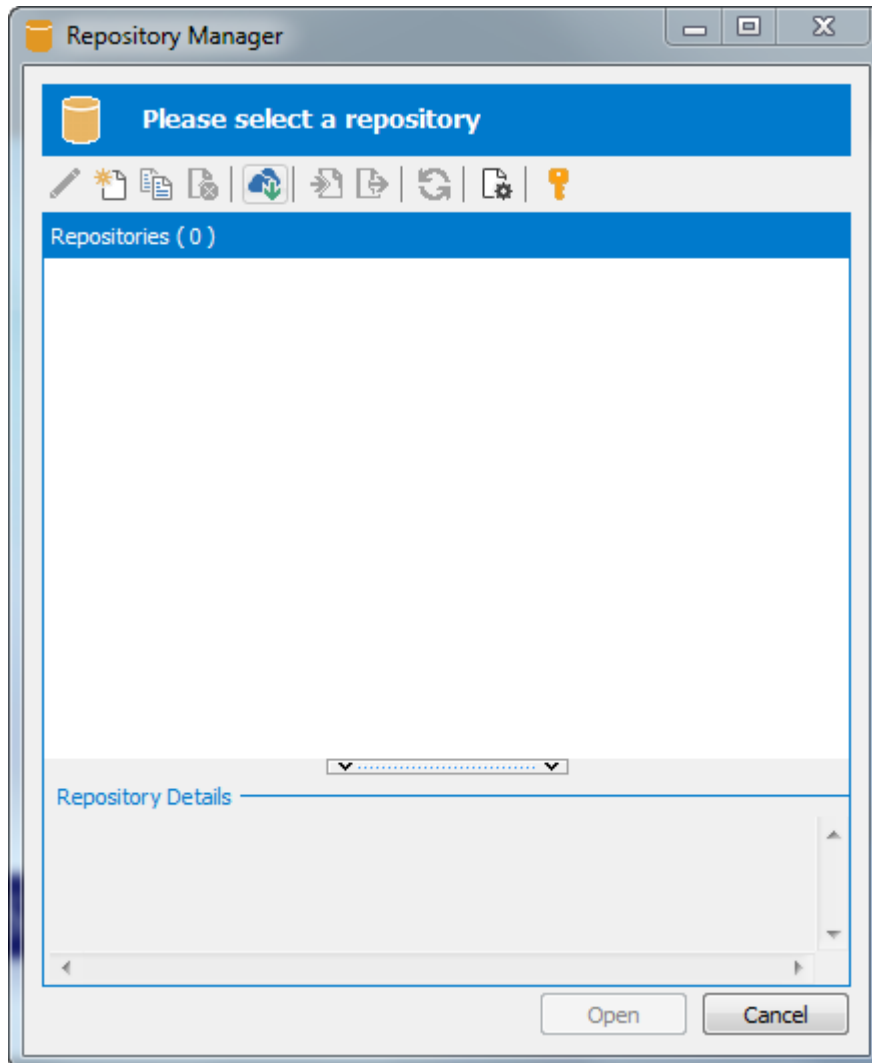 Repository Manager
Please select a repository
Repositories ( 0 )
Repository Details
Open
Cancel